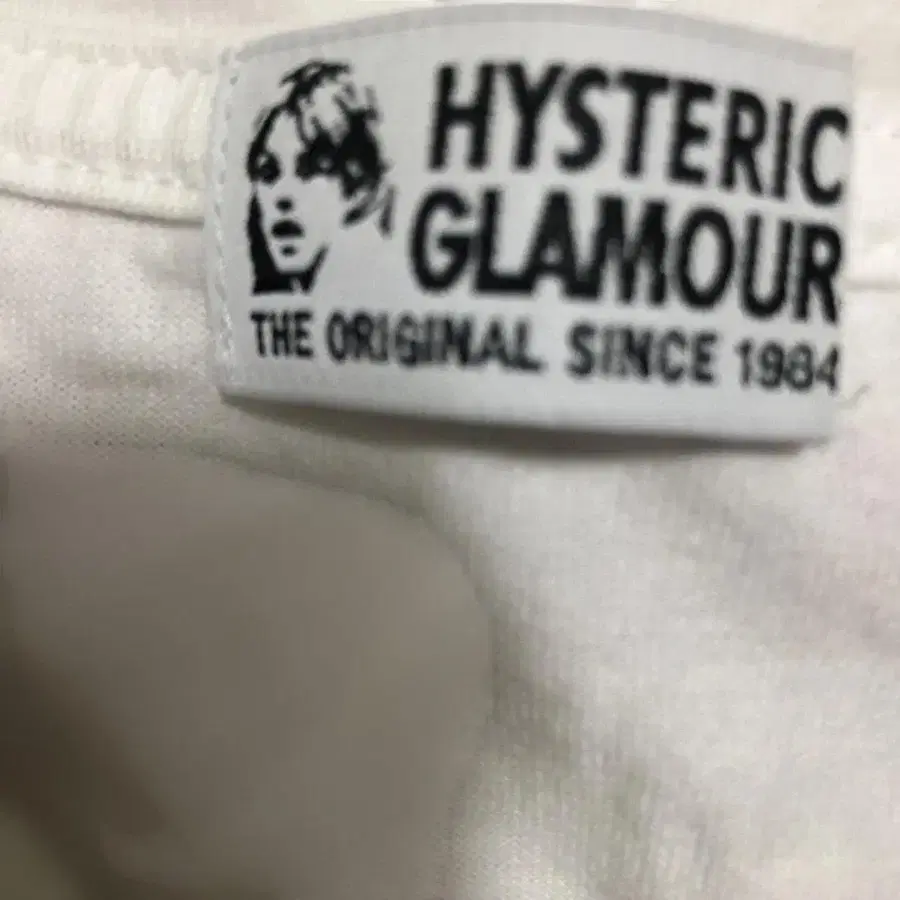 HYSTERIC
GLAMOUR
THE ORIGINAL SINCE 1984